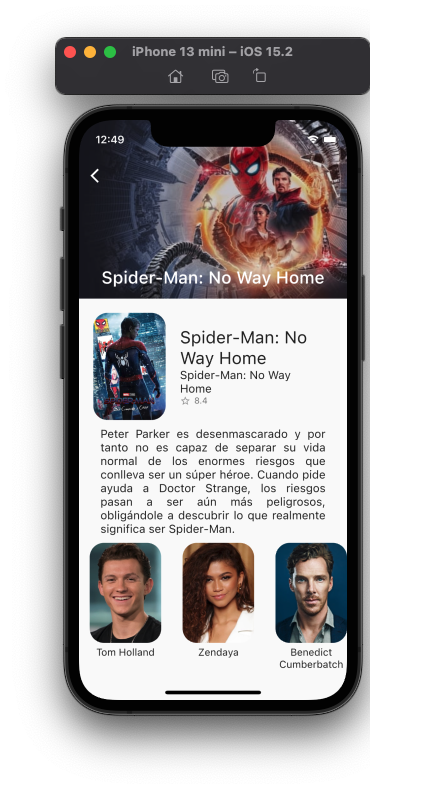 iPhone 13 mini – iOS 15.2
12:49
Spider-Man: No Way Home
Spider-Man: No
Way Home
Spider-Man: No Way
Home
8.4
Peter Parker es desenmascarado y por
tanto no es capaz de separar su vida
normal de los enormes riesgos que
conlleva ser un súper héroe. Cuando pide
ayuda a Doctor Strange, los riesgos
pasan a ser aún más peligrosos,
obligándole a descubrir lo que realmente
significa ser Spider-Man.
Tom Holland
Zendaya
Benedict
Cumberbatch